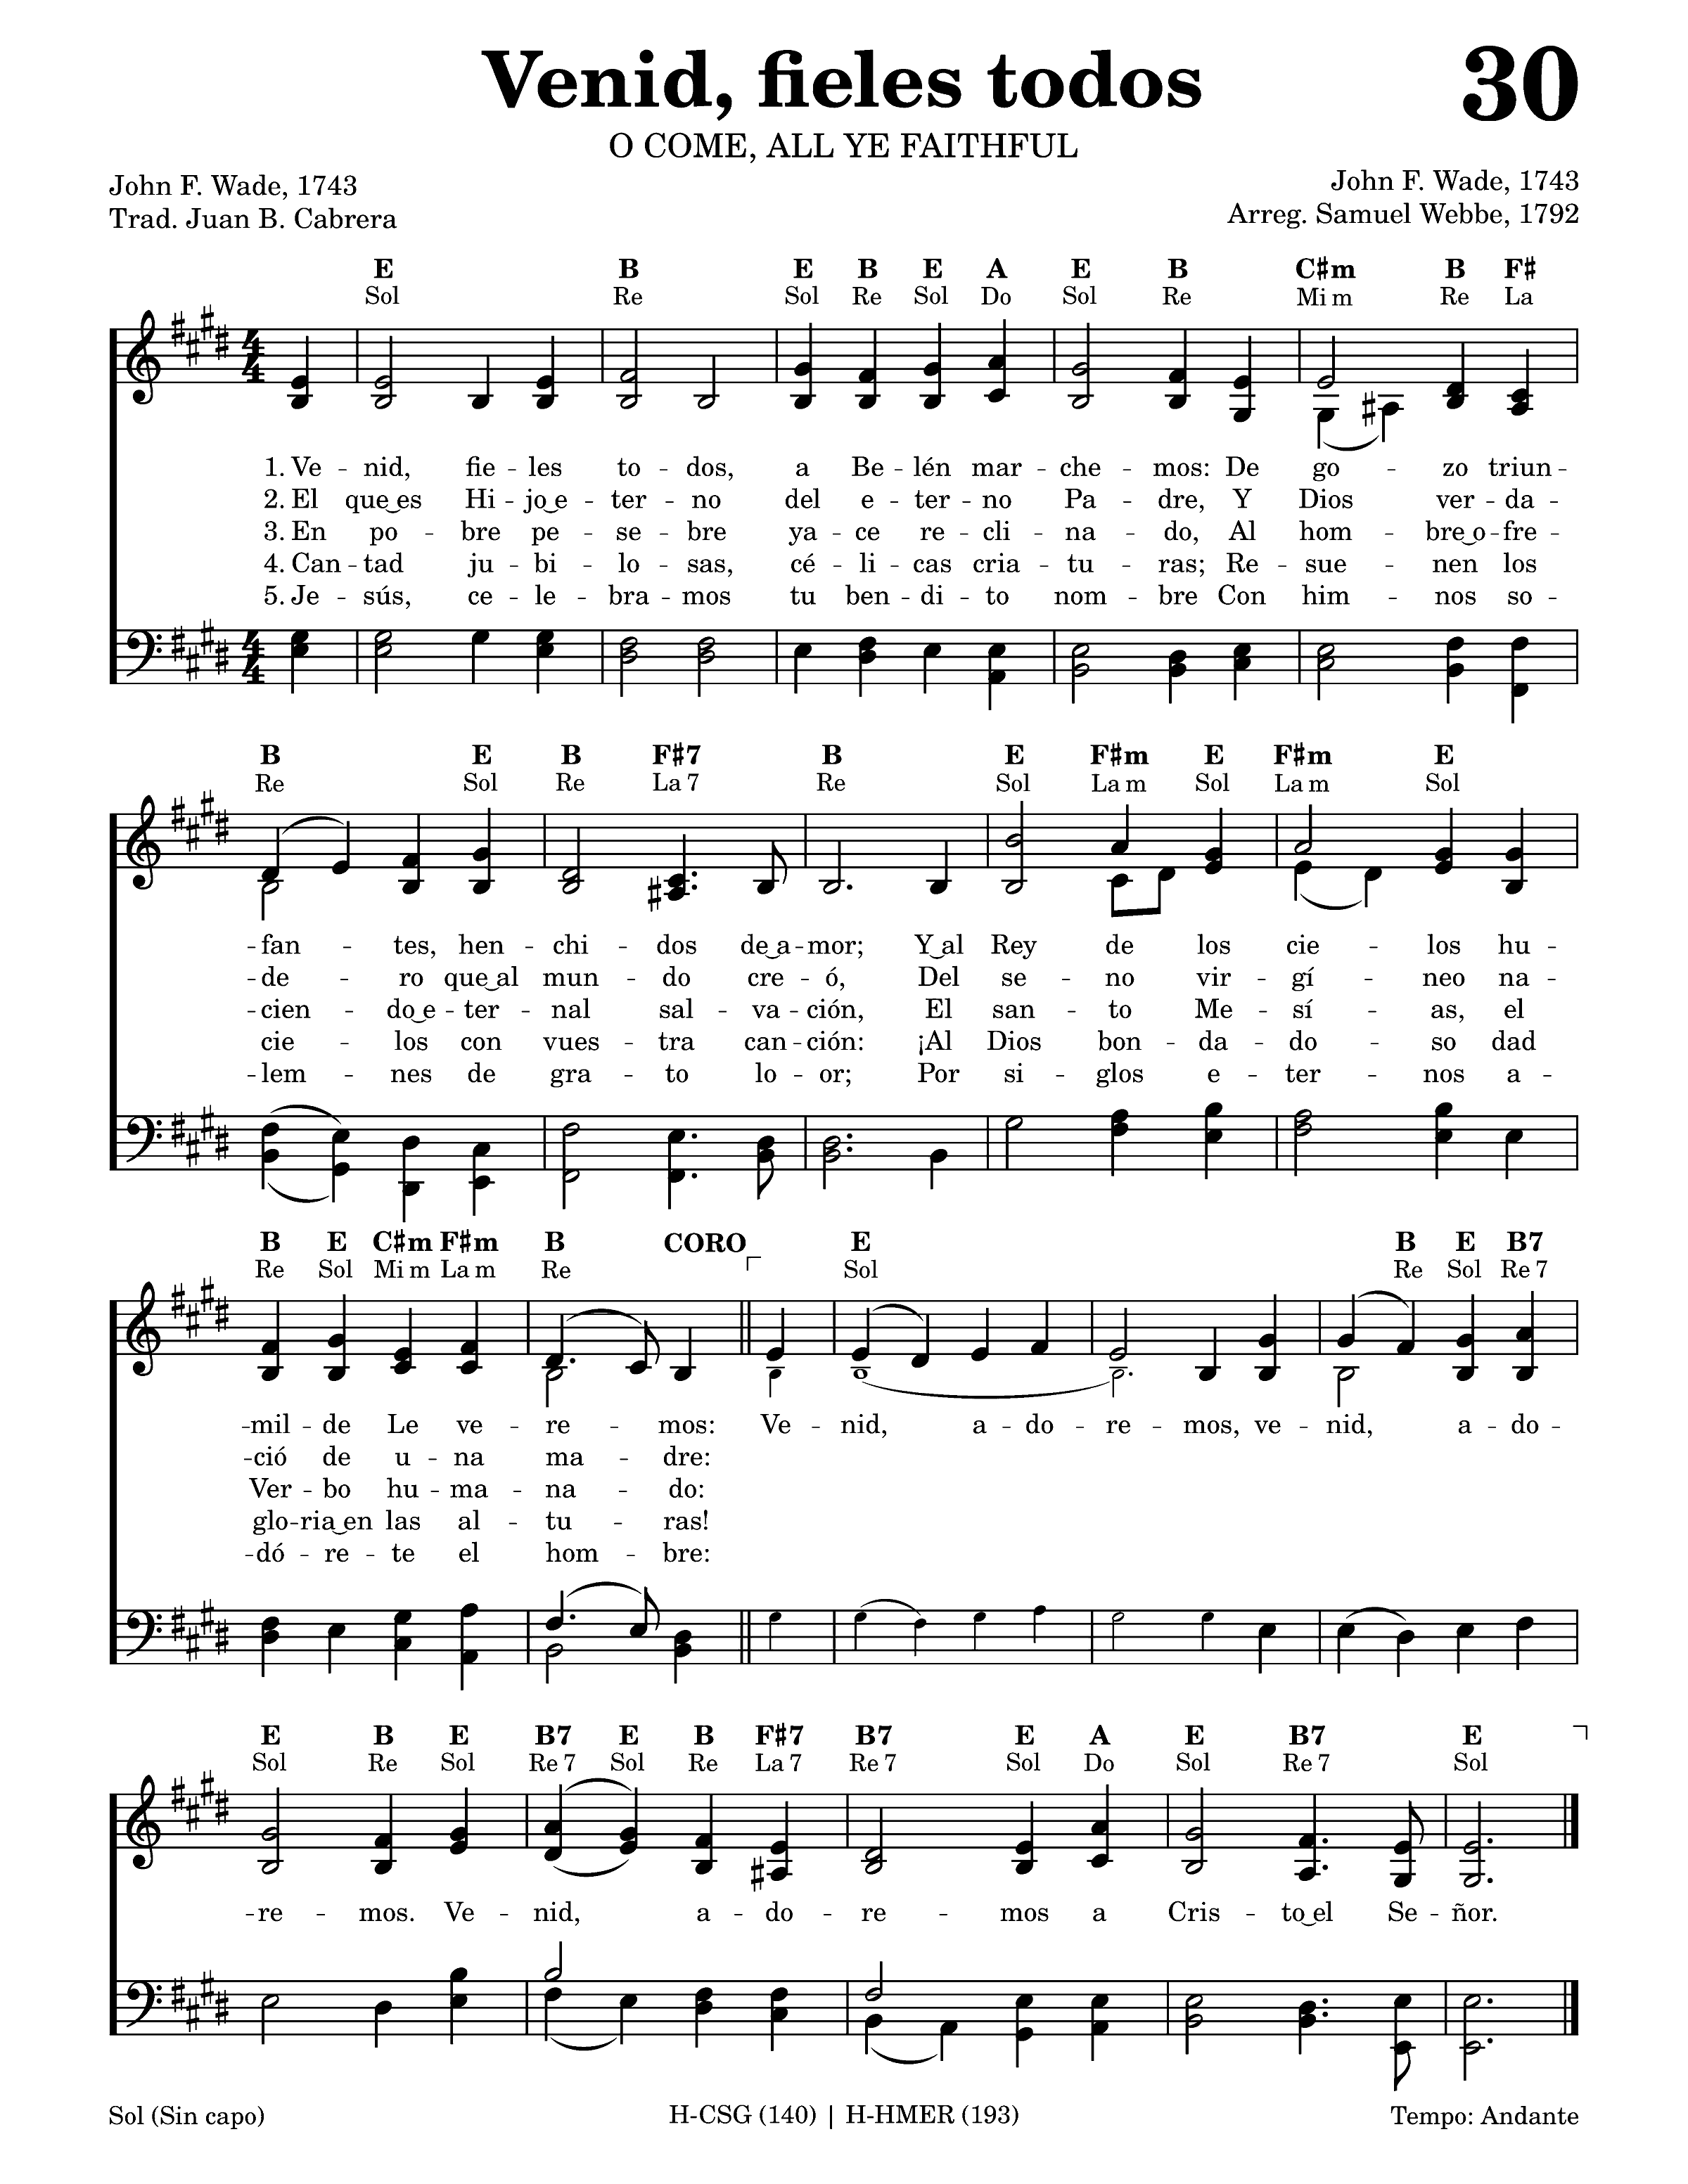 Venid, fieles todos
30
O COME, ALL YE FAITHFUL
John F. Wade, 1743
Trad. Juan B. Cabrera
John F. Wade, 1743
Arreg. Samuel Webbe, 1792
E B E B E A E B C♯m B F♯
Sol Re Sol Re Sol Do Sol Re Mi m Re La
1. Ve - nid, fie - les to - dos, a Be - lén mar - che - mos: De go - zo triun -
2. El que es Hi - jo e - ter - no del e - ter - no Pa - dre, Y Dios ver - da -
3. En po - bre pe - se - bre ya - ce re - cli - na - do, Al hom - bre o - fre -
4. Can - tad ju - bi - lo - sas, cé - li - cas cria - tu - ras; Re - sue - nen los
5. Je - sús, ce - le - bra - mos tu ben - di - to nom - bre Con him - nos so -
B E B F♯7 B E F♯m E F♯m E
Re Sol Re La 7 Re Sol La m Sol La m Sol
- fan - tes, hen - chi - dos de a - mor; Y al Rey de los cie - los hu -
- de - ro que al mun - do cre - ó, Del se - no vir - gí - neo na -
- cien - do e - ter - nal sal - va - ción, El san - to Me - sí - as, el
cie - los con vues - tra can - ción: ¡Al Dios bon - da - do - so dad
- lem - nes de gra - to lo - or; Por si - glos e - ter - nos a -
B E C♯m F♯m B CORO E B E B7
Re Sol Mi m La m Re Sol Re Sol Re 7
- mil - de Le ve - re - mos: Ve - nid, a - do - re - mos, ve - nid, a - do -
- ció de u - na ma - dre:
Ver - bo hu - ma - na - do:
glo - ria en las al - tu - ras!
- dó - re - te el hom - bre:
E B E B7 E B F♯7 B7 E A E B7 E
Sol Re Sol Re 7 Sol Re La 7 Re 7 Sol Do Sol Re 7 Sol
- re - mos. Ve - nid, a - do - re - mos a Cris - to el Se - ñor.
Sol (Sin capo)
H-CSG (140) | H-HMER (193)
Tempo: Andante